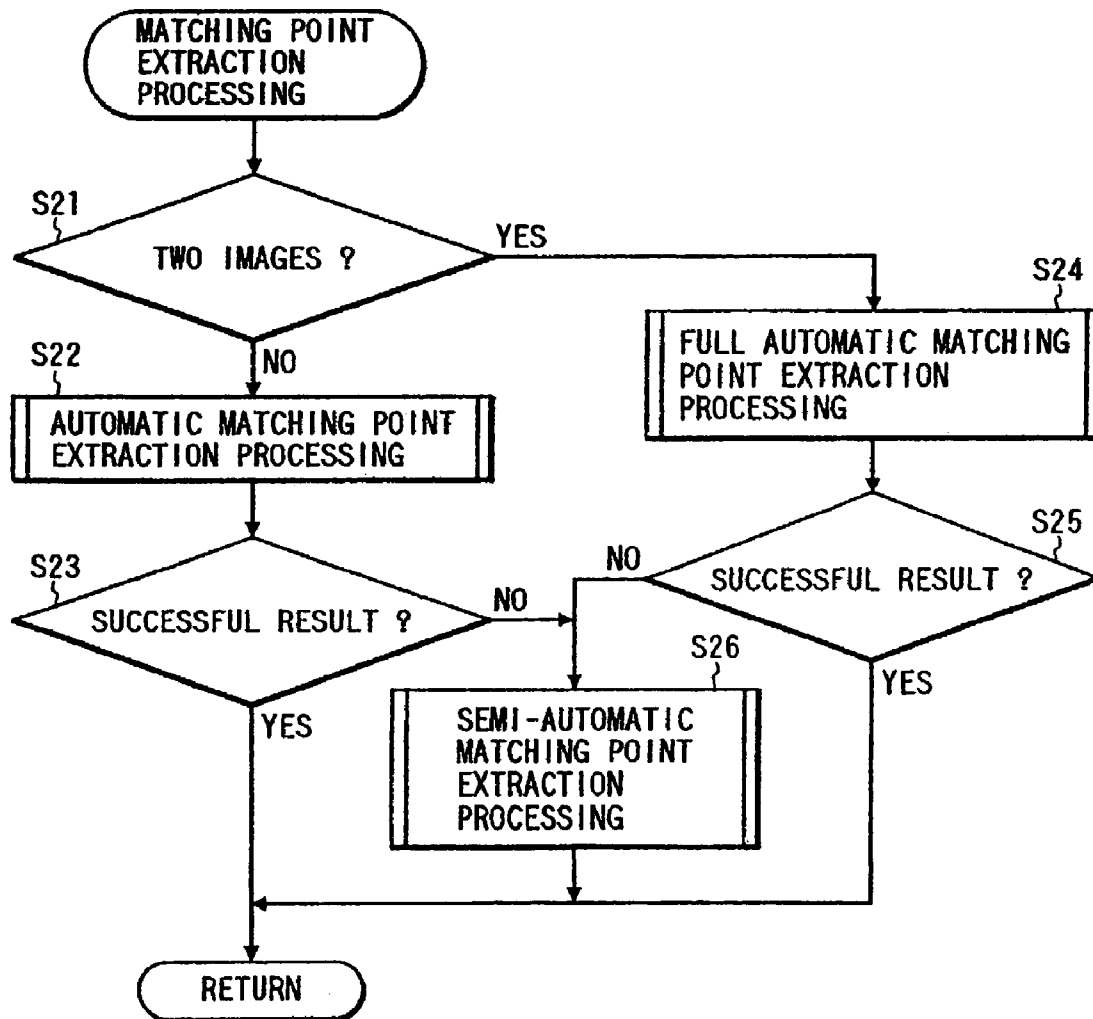 MATCHING POINT
EXTRACTION
PROCESSING
S21
TWO IMAGES ?
YES
NO
S22
AUTOMATIC MATCHING POINT
EXTRACTION PROCESSING
S24
FULL AUTOMATIC MATCHING
POINT EXTRACTION
PROCESSING
S23
SUCCESSFUL RESULT ?
NO
YES
S25
SUCCESSFUL RESULT ?
NO
YES
S26
SEMI-AUTOMATIC
MATCHING POINT
EXTRACTION
PROCESSING
RETURN